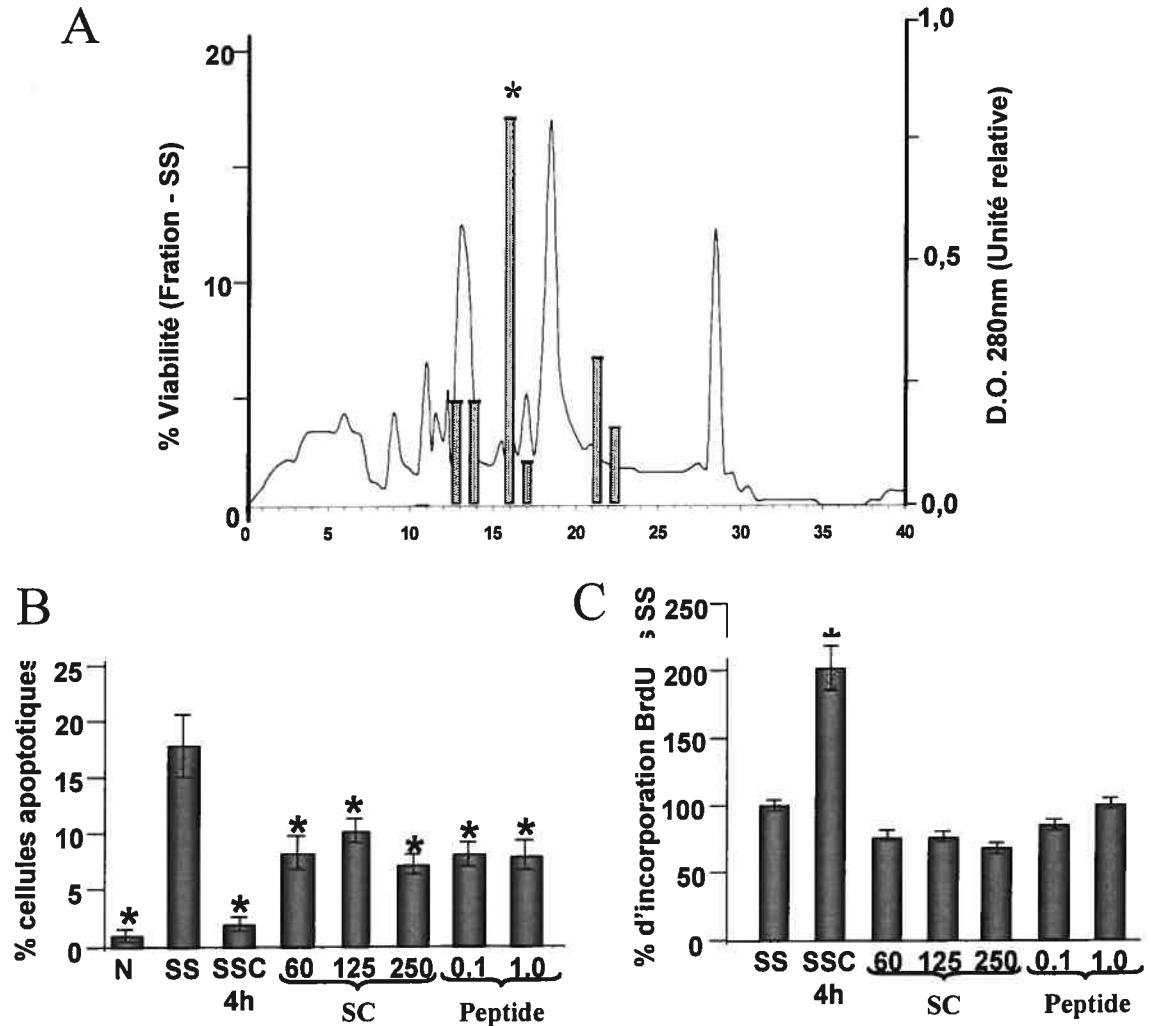 A
% Viabilité (Fration - SS)
20
10
0
*
1,0
0,5
0,0
D.O. 280nm (Unité relative)
0 5 10 15 20 25 30 35 40
B
% cellules apoptotiques
25
20
15
10
5
0
* * * * * * *
N SS SSC 60 125 250 0.1 1.0
4h SC Peptide
C
% d'incorporation BrdU s SS
250
200
150
100
50
0
*
SS SSC 60 125 250 0.1 1.0
4h SC Peptide